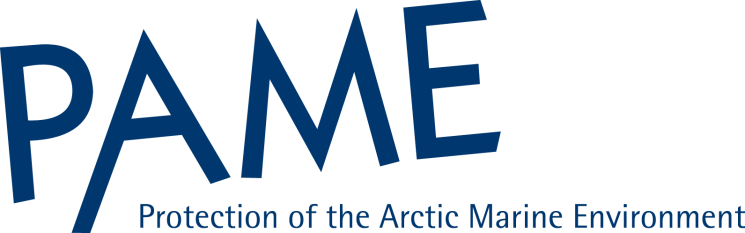 PAME
Protection of the Arctic Marine Environment